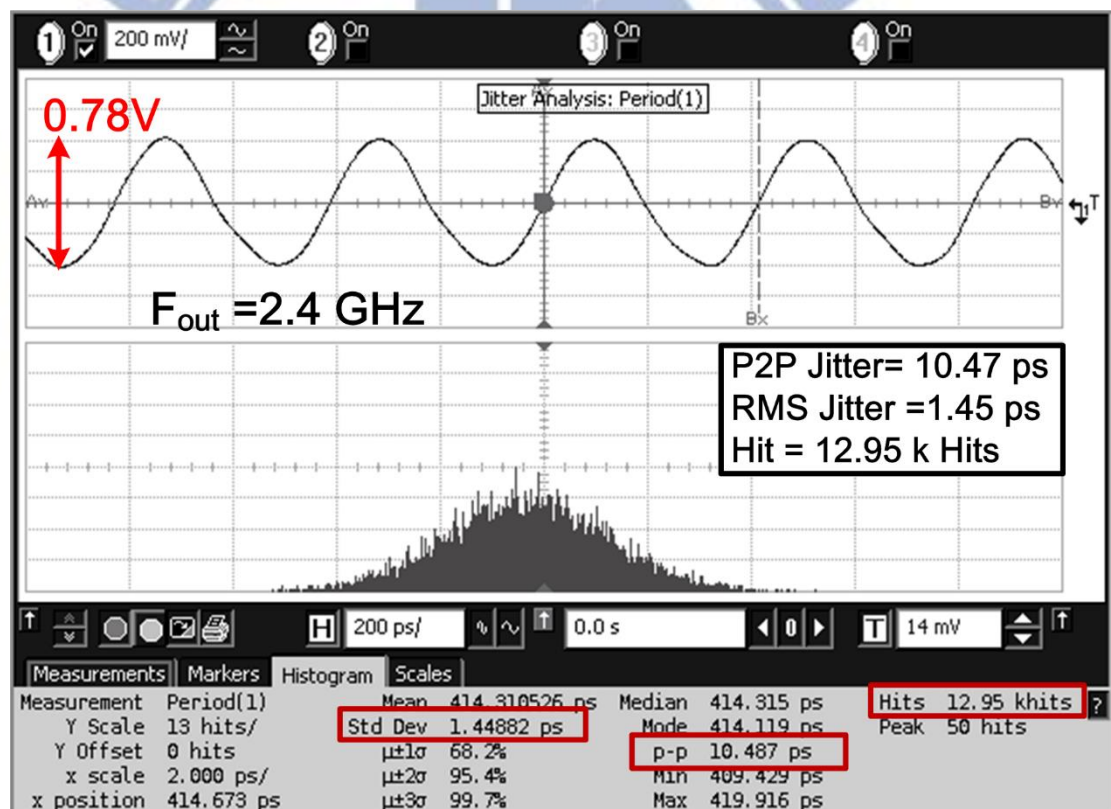 1 On 200 mV/ 2 On 3 On 4 On
Jitter Analysis: Period(1)
0.78V
Ay By T
Fout =2.4 GHz
Bx
P2P Jitter= 10.47 ps
RMS Jitter =1.45 ps
Hit = 12.95 k Hits
H 200 ps/ 0.0 s 0 T 14 mV
Measurements Markers Histogram Scales
Measurement Period(1) Mean 414.310526 ps Median 414.315 ps Hits 12.95 khits ?
Y Scale 13 hits/ Std Dev 1.44882 ps Mode 414.119 ps Peak 50 hits
Y Offset 0 hits µ±1σ 68.2% p-p 10.487 ps
x scale 2.000 ps/ µ±2σ 95.4% Min 409.429 ps
x position 414.673 ps µ±3σ 99.7% Max 419.916 ps